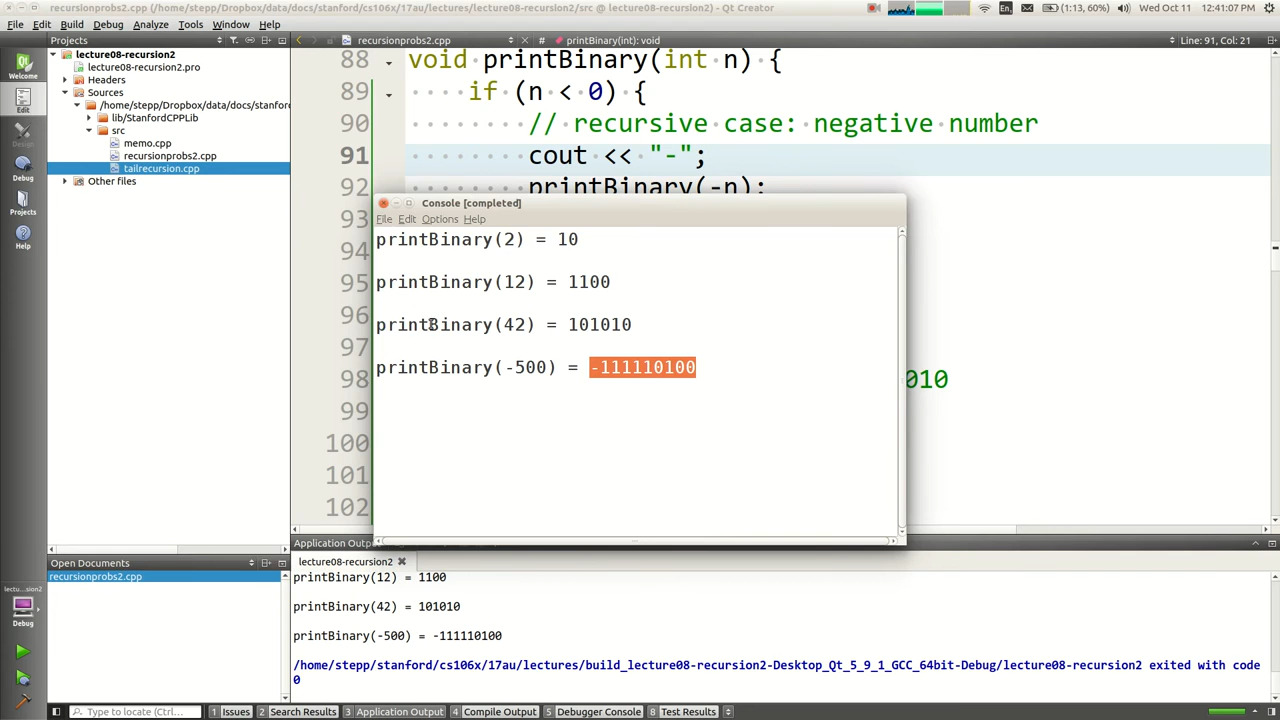 recursionprobs2.cpp (/home/stepp/Dropbox/data/docs/stanford/cs106x/17au/lectures/lecture08-recursion2/src @ lecture08-recursion2) - Qt Creator
En
(1:13, 60%)
Wed Oct 11 12:41:07
File Edit Build Debug Analyze Tools Window Help
Projects
recursionprobs2.cpp
# printBinary(int): void
Line: 91, Col: 21
Welcome
Edit
Design
Debug
Projects
Help
lecture08-recursion2
lecture08-recursion2.pro
Headers
Sources
/home/stepp/Dropbox/data/docs/stanford
lib/StanfordCPPLib
src
memo.cpp
recursionprobs2.cpp
tailrecursion.cpp
Other files
88 void printBinary(int n) {
89 if (n < 0) {
90 // recursive case: negative number
91 cout << "-";
92 printBinary(-n);
93
94
95
96
97
98 010
99
100
101
102
Console [completed]
File Edit Options Help
printBinary(2) = 10
printBinary(12) = 1100
printBinary(42) = 101010
printBinary(-500) = -111110100
Open Documents
recursionprobs2.cpp
Application Output
lecture08-recursion2
printBinary(12) = 1100
printBinary(42) = 101010
printBinary(-500) = -111110100
/home/stepp/stanford/cs106x/17au/lectures/build_lecture08-recursion2-Desktop_Qt_5_9_1_GCC_64bit-Debug/lecture08-recursion2 exited with code
0
lectu...sion2
Debug
Type to locate (Ctrl...
1 Issues 2 Search Results 3 Application Output 4 Compile Output 5 Debugger Console 8 Test Results